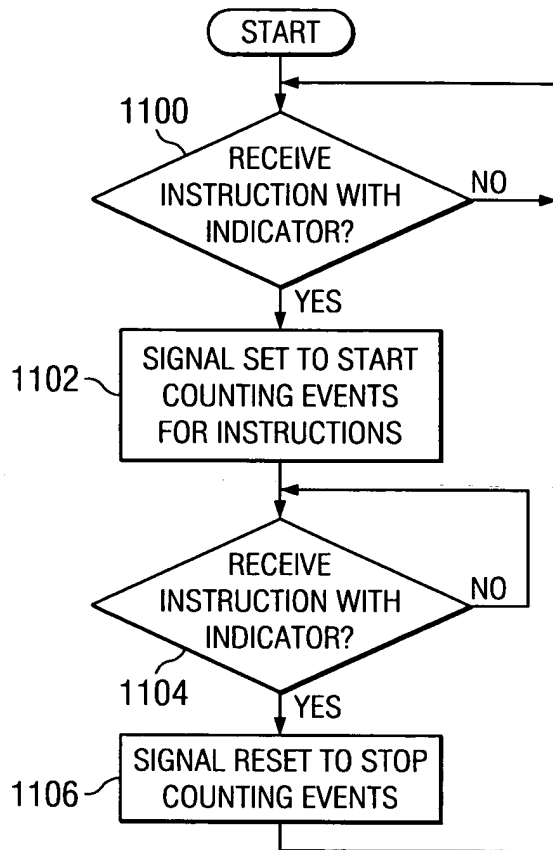 START
1100
RECEIVE
INSTRUCTION WITH
INDICATOR?
NO
YES
1102
SIGNAL SET TO START
COUNTING EVENTS
FOR INSTRUCTIONS
RECEIVE
INSTRUCTION WITH
INDICATOR?
NO
1104
YES
1106
SIGNAL RESET TO STOP
COUNTING EVENTS